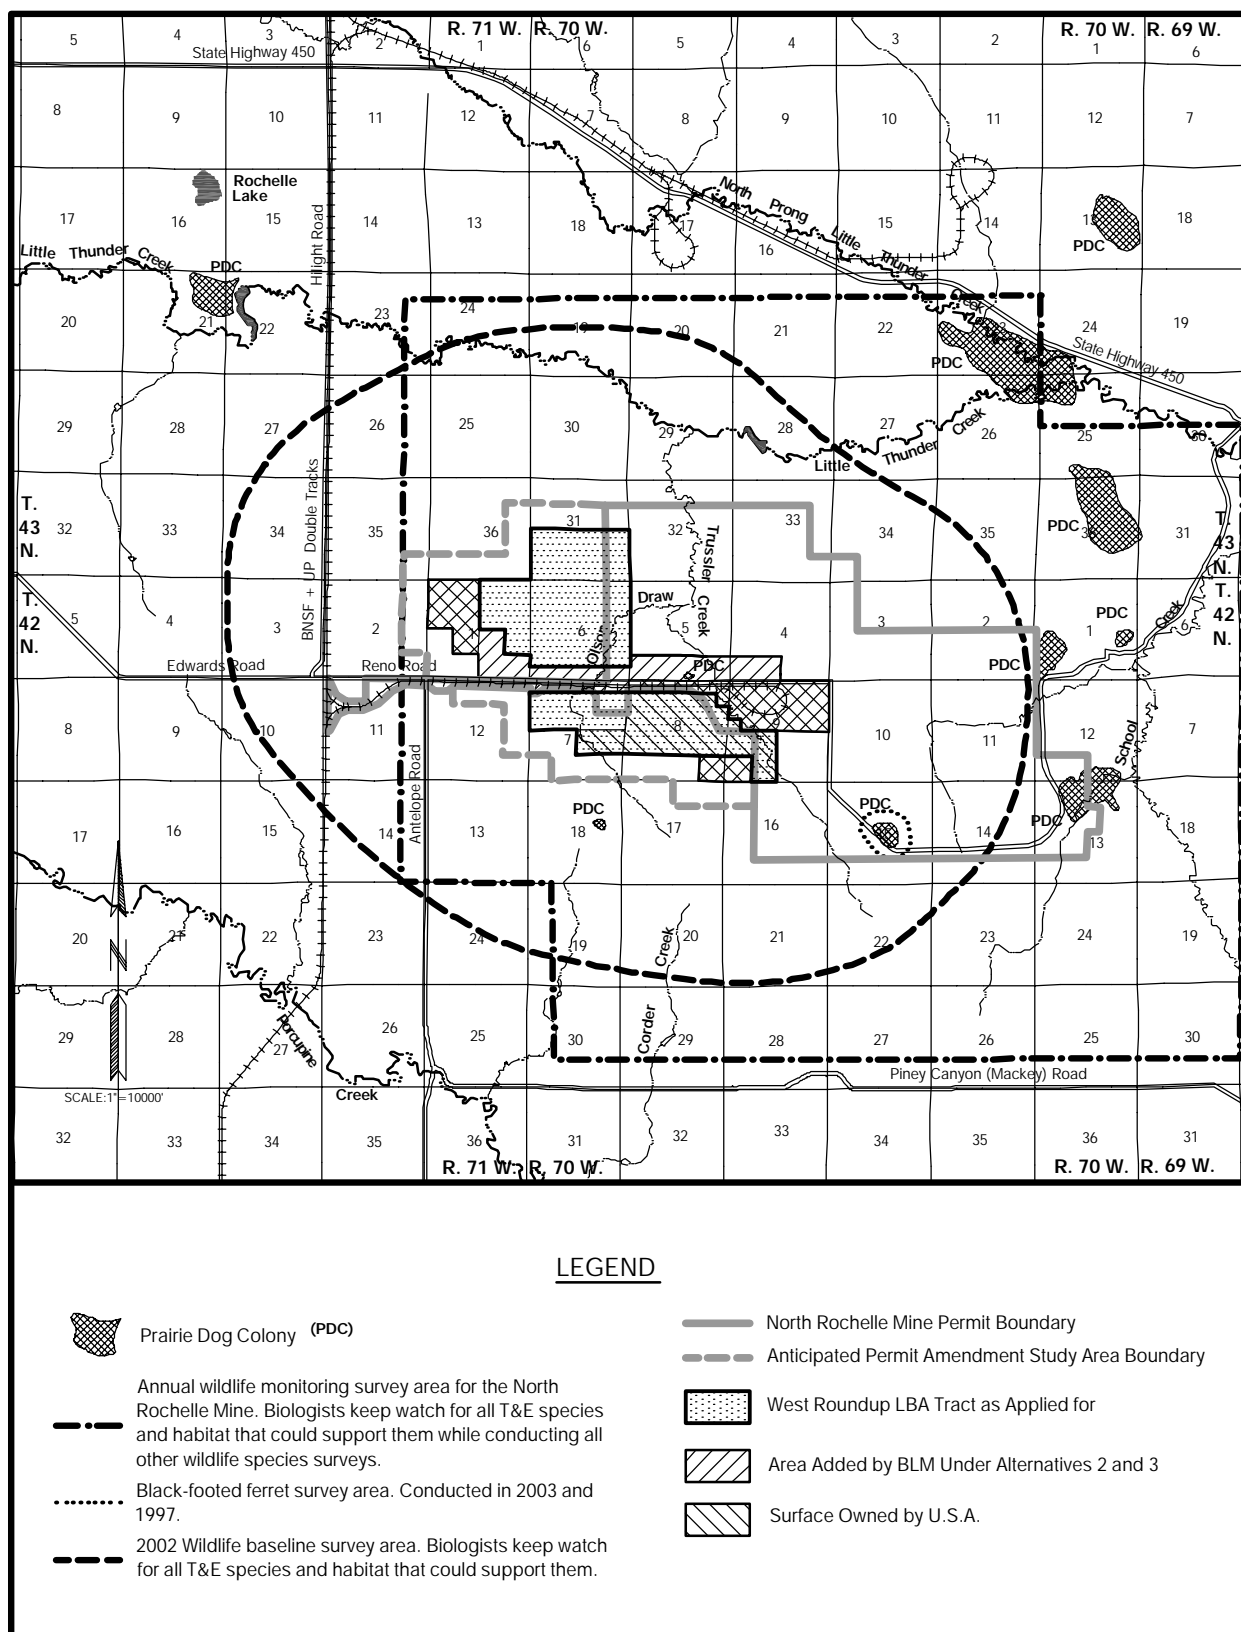 R. 71 W. R. 70 W.
R. 70 W. R. 69 W.
5 4 3 2 1 6 5 4 3 2 1 6
State Highway 450
8 9 10 11 12 7 8 9 10 11 12 7
Rochelle
Lake
North Prong Little Thunder Creek
17 16 15 14 13 18 17 16 15 14 13 18
PDC
Hilight Road
Little Thunder Creek
PDC
20 21 22 23 24 19 20 21 22 23 24 19
State Highway 450
PDC
29 28 27 26 25 30 29 28 27 26 25 30
Little Thunder Creek
BNSF + UP Double Tracks
T.
43
N.
T.
42
N.
T.
43
N.
T.
42
N.
32 33 34 35 36 31 32 33 34 35 36 31
PDC
Trussler Creek
Olson Draw
5 4 3 2 1 6 5 4 3 2 1 6
PDC
PDC
PDC
Edwards Road
Reno Road
School Creek
8 9 10 11 12 7 8 9 10 11 12 7
Antelope Road
PDC
PDC
PDC
17 16 15 14 13 18 17 16 14 13 18
20 21 22 23 24 19 20 21 22 23 24 19
Corder Creek
29 28 27 26 25 30 29 28 27 26 25 30
Porcupine Creek
Piney Canyon (Mackey) Road
SCALE:1"=10000'
32 33 34 35 36 31 32 33 34 35 36 31
R. 71 W. R. 70 W.
R. 70 W. R. 69 W.
LEGEND
Prairie Dog Colony (PDC)
Annual wildlife monitoring survey area for the North
Rochelle Mine. Biologists keep watch for all T&E species
and habitat that could support them while conducting all
other wildlife species surveys.
Black-footed ferret survey area. Conducted in 2003 and
1997.
2002 Wildlife baseline survey area. Biologists keep watch
for all T&E species and habitat that could support them.
North Rochelle Mine Permit Boundary
Anticipated Permit Amendment Study Area Boundary
West Roundup LBA Tract as Applied for
Area Added by BLM Under Alternatives 2 and 3
Surface Owned by U.S.A.